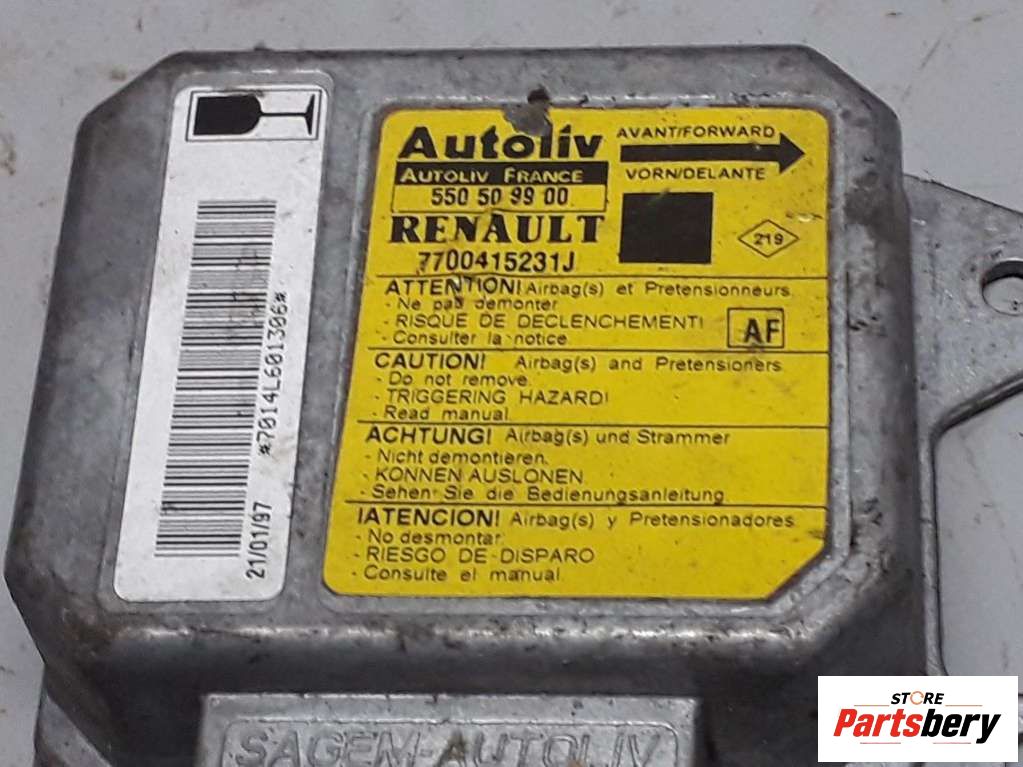 *7014L601306*
21/01/97
Autoliv
AUTOLIV FRANCE
550 50 99 00
RENAULT
7700415231J
AVANT/FORWARD
VORN/DELANTE
219
ATTENTION! Airbag(s) et Pretensionneurs.
- Ne pas demonter
- RISQUE DE DECLENCHEMENT!
- Consulter la notice
AF
CAUTION! Airbag(s) and Pretensioners
- Do not remove.
- TRIGGERING HAZARD!
- Read manual
ACHTUNG! Airbag(s) und Strammer
- Nicht demontieren.
- KONNEN AUSLONEN
- Sehen Sie die Bedienungsanleitung
¡ATENCION! Airbag(s) y Pretensionadores
- No desmontar.
- RIESGO DE DISPARO
- Consulte el manual
SAGEM-AUTOLIV
STORE
Partsbery